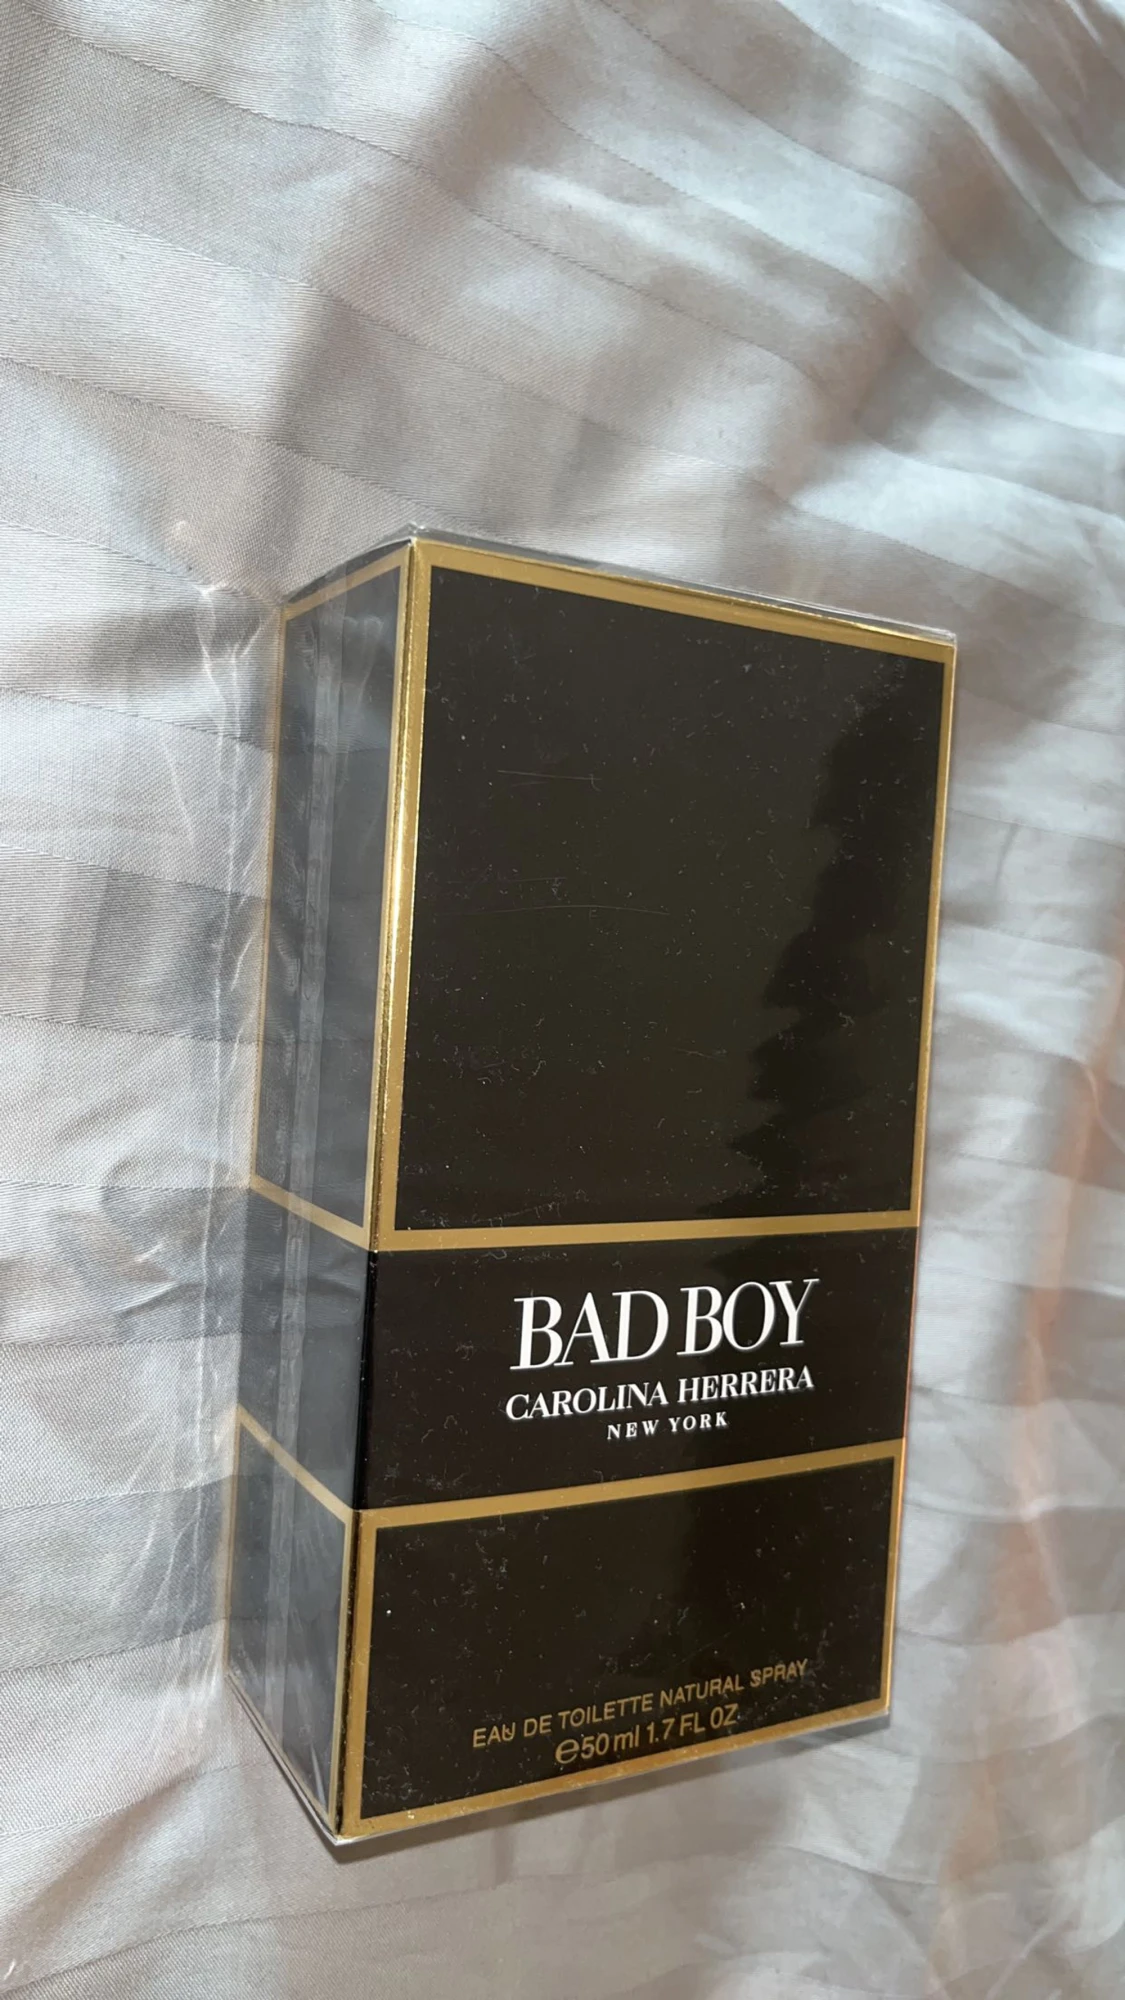 BAD BOY
CAROLINA HERRERA
NEW YORK
EAU DE TOILETTE NATURAL SPRAY
℮50 ml 1.7 FL OZ